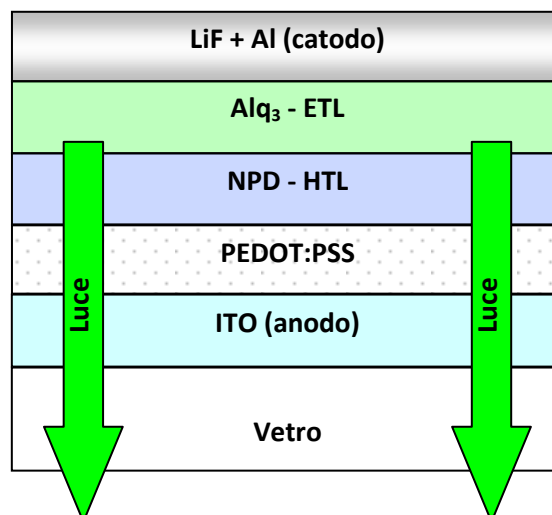 LiF + Al (catodo)
Alq₃ - ETL
NPD - HTL
PEDOT:PSS
Luce
Luce
ITO (anodo)
Vetro